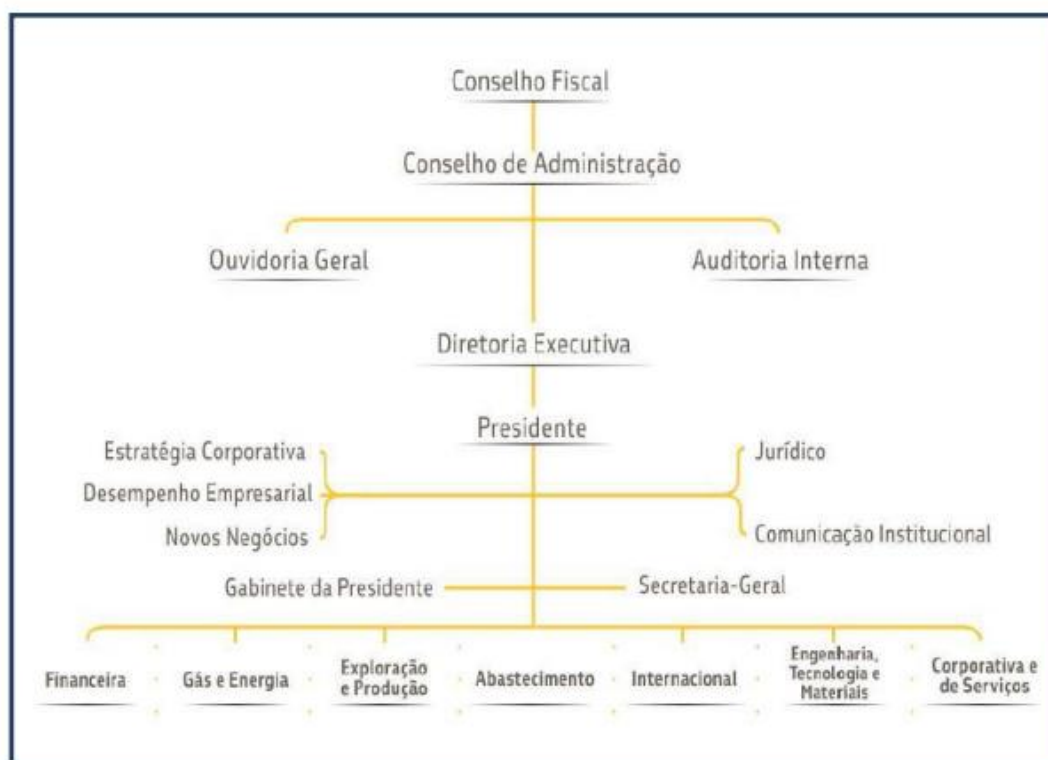 Conselho Fiscal
Conselho de Administração
Ouvidoria Geral
Auditoria Interna
Diretoria Executiva
Presidente
Estratégia Corporativa
Jurídico
Desempenho Empresarial
Novos Negócios
Comunicação Institucional
Gabinete da Presidente
Secretaria-Geral
Financeira
Gás e Energia
Exploração
e Produção
Abastecimento
Internacional
Engenharia,
Tecnologia e
Materiais
Corporativa e
de Serviços